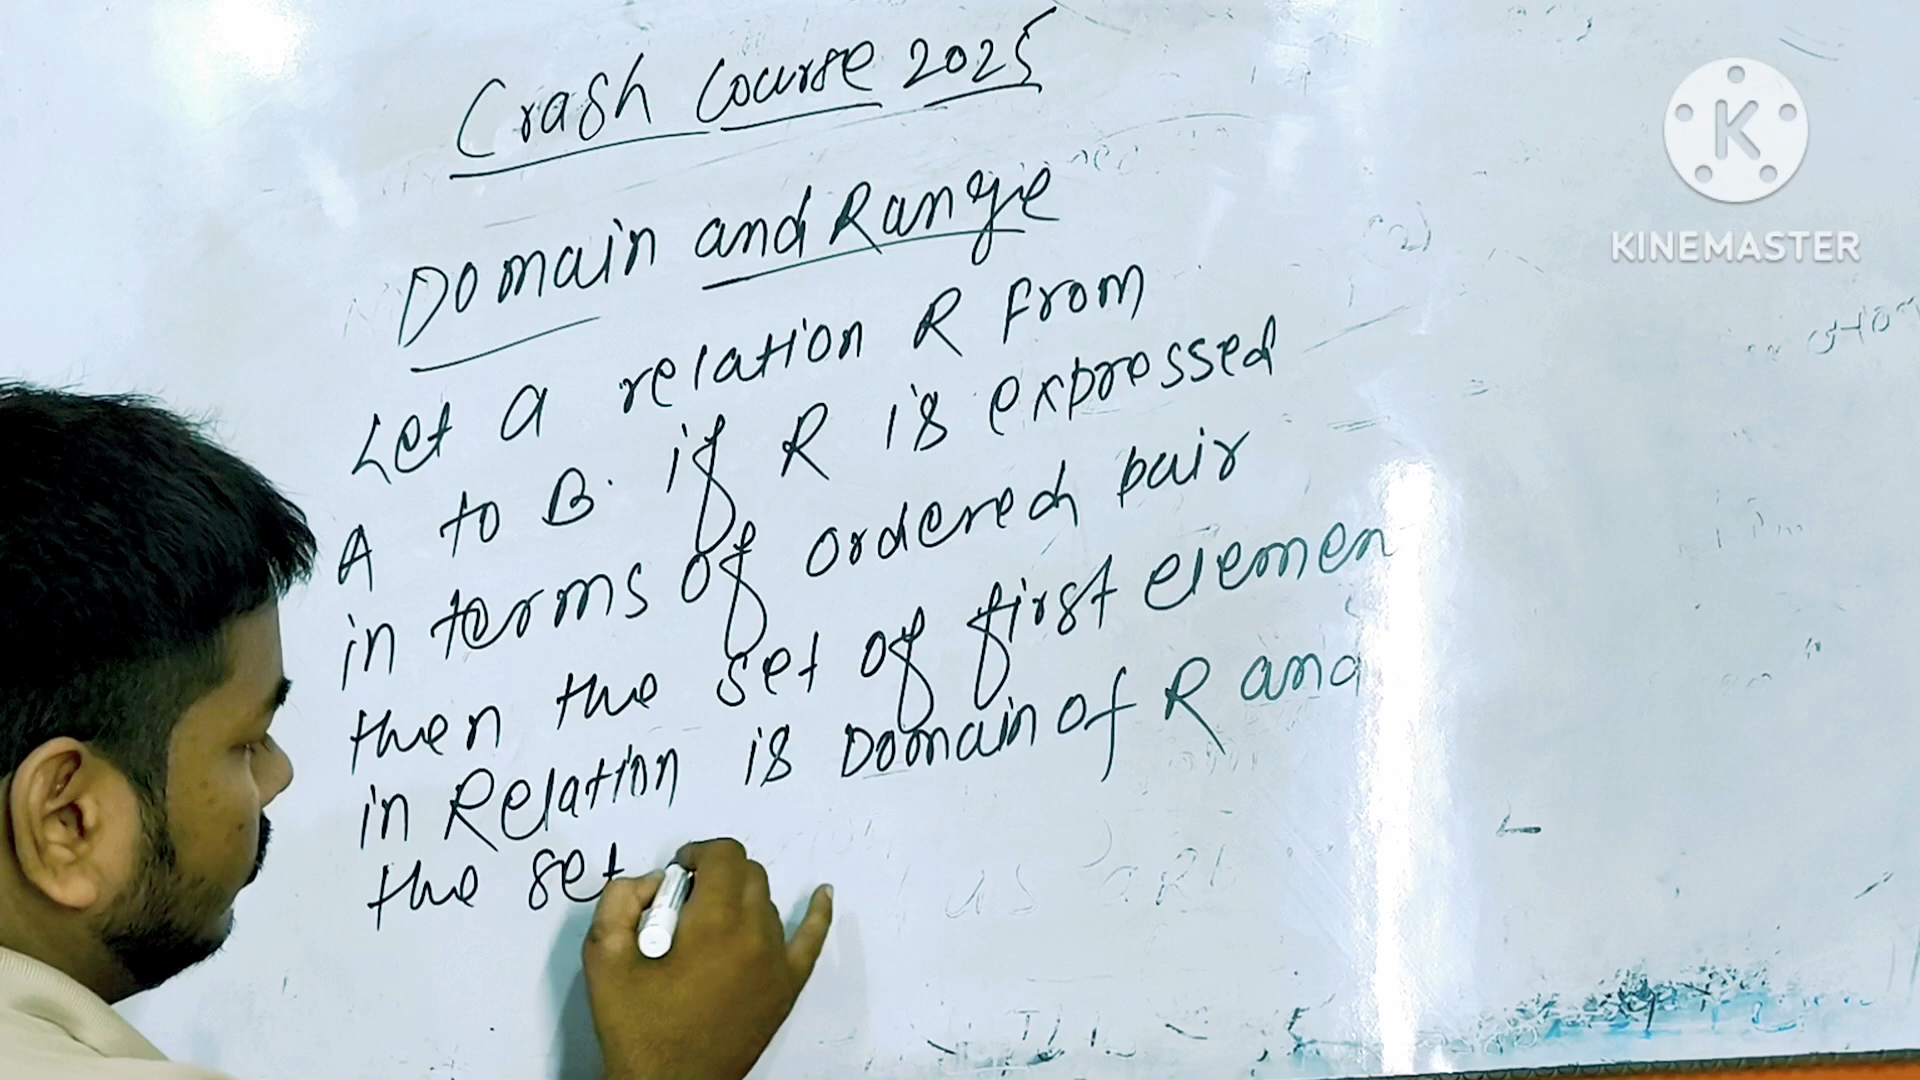 Crash Course 2025
Domain and Range
Let a relation R from
A to B. if R is expressed
in terms of ordered pair
then the set of first elemen
in Relation is Domain of R and
the set
K
KINEMASTER